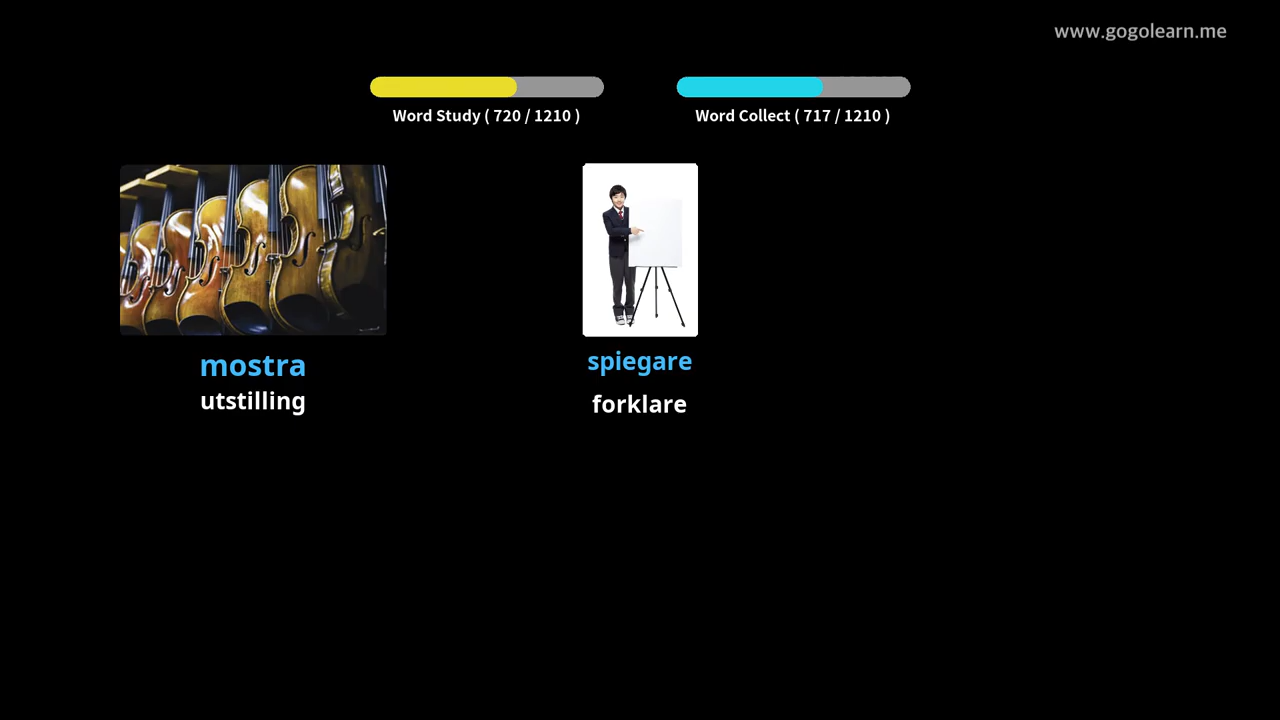 www.gogolearn.me
Word Study ( 720 / 1210 )
Word Collect ( 717 / 1210 )
mostra
utstilling
spiegare
forklare